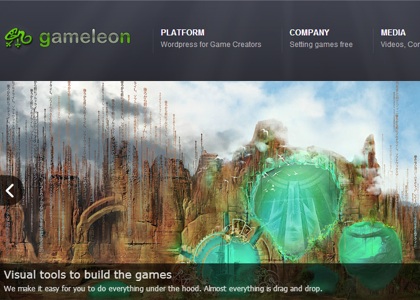 gameleon
PLATFORM
Wordpress for Game Creators
COMPANY
Setting games free
MEDIA
Videos, Con
Visual tools to build the games
We make it easy for you to do everything under the hood. Almost everything is drag and drop.